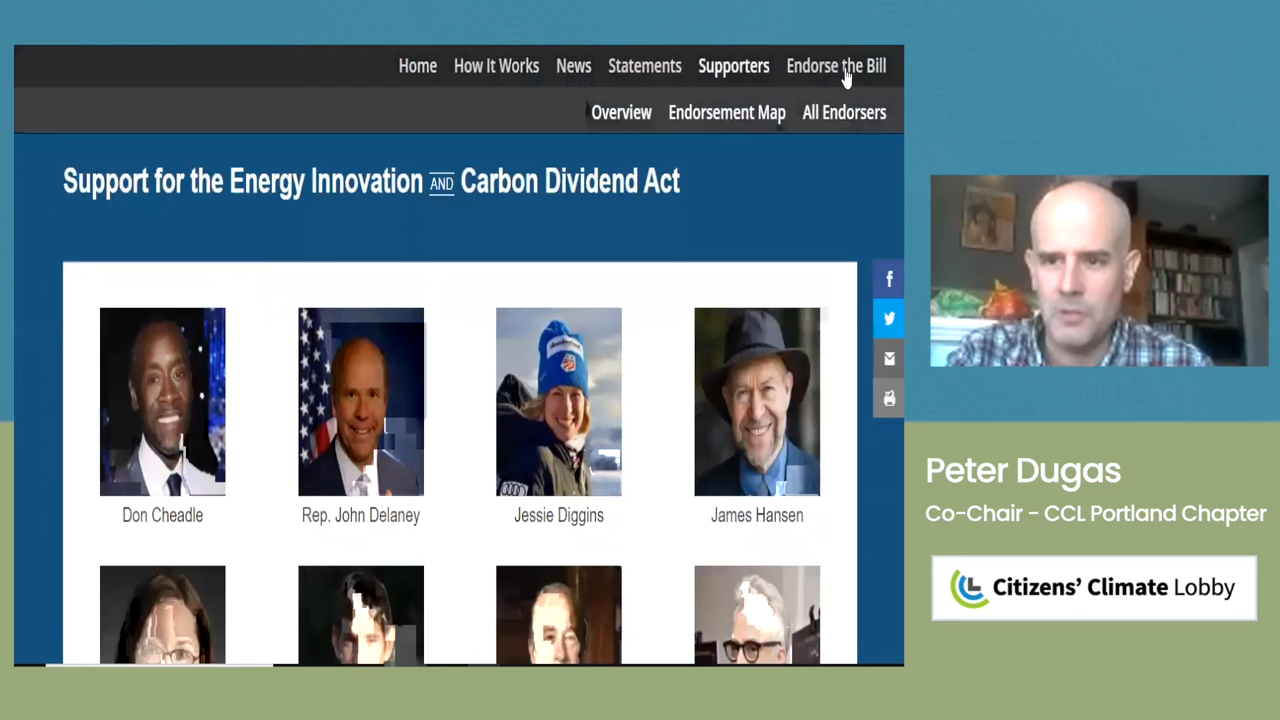 Home How It Works News Statements Supporters Endorse the Bill
Overview Endorsement Map All Endorsers
Support for the Energy Innovation AND Carbon Dividend Act
f
Don Cheadle
Rep. John Delaney
Jessie Diggins
James Hansen
Peter Dugas
Co-Chair - CCL Portland Chapter
Citizens' Climate Lobby